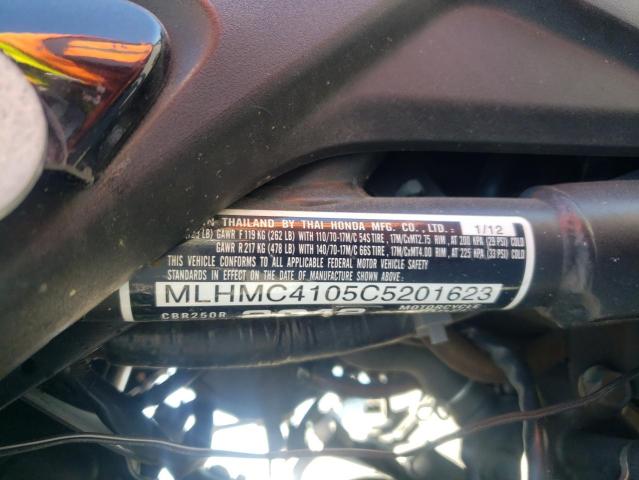 IN THAILAND BY THAI HONDA MFG. CO., LTD. 1/12
(LB) GAWR F 119 KG (262 LB) WITH 110/70-17M/C 54S TIRE, 17M/CxMT2.75 RIM, AT 200 KPA (29 PSI) COLD
GAWR R 217 KG (478 LB) WITH 140/70-17M/C 66S TIRE, 17M/CxMT4.00 RIM, AT 225 KPA (33 PSI) COLD
THIS VEHICLE CONFORMS TO ALL APPLICABLE FEDERAL MOTOR VEHICLE SAFETY
STANDARDS IN EFFECT ON THE DATE OF MANUFACTURE SHOWN ABOVE:
MLHMC4105C5201623
CBR250R 2012 MOTORCYCLE